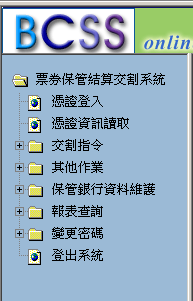 BCSS
onlin
票券保管結算交割系統
憑證登入
憑證資訊讀取
交割指令
其他作業
保管銀行資料維護
報表查詢
變更密碼
登出系統